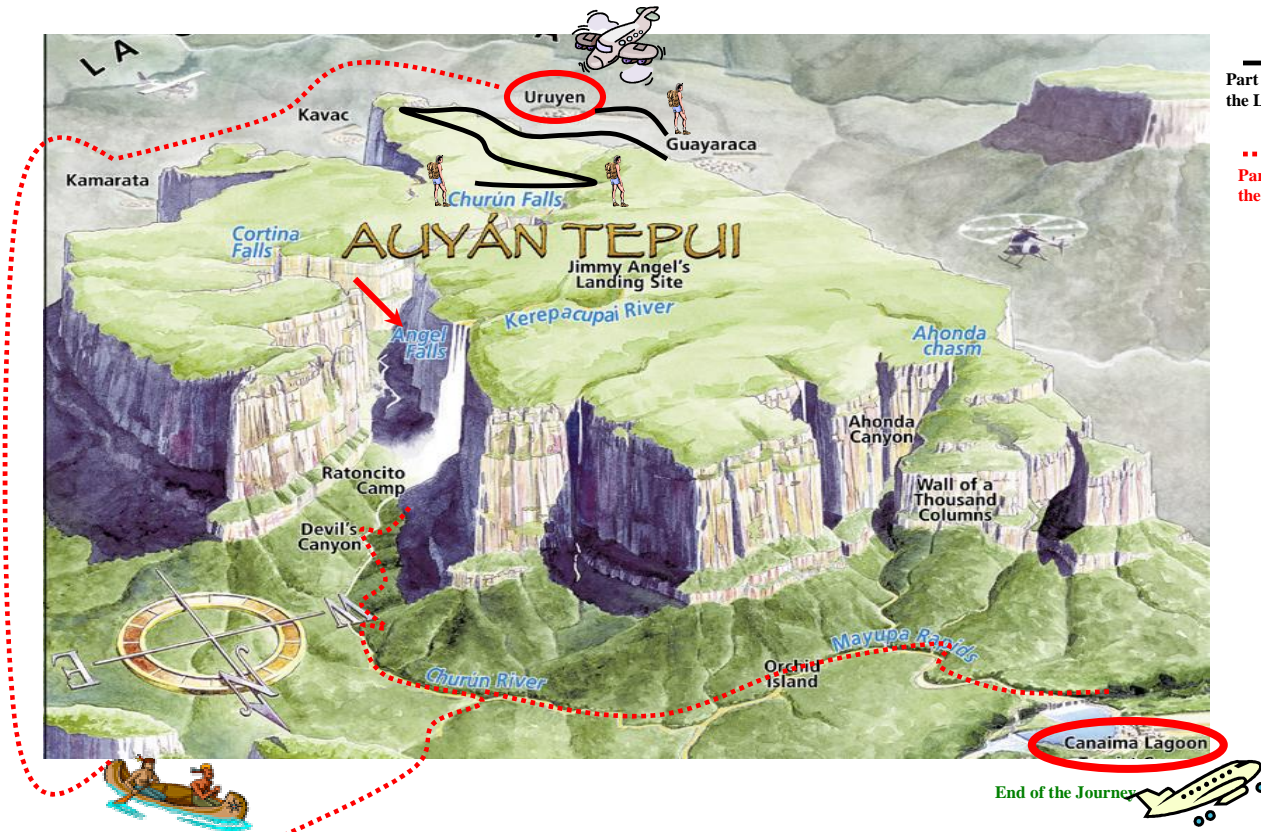 LA
Uruyen
Kavac
Guayaraca
Kamarata
Churún Falls
Cortina
Falls
AUYÁN TEPUI
Jimmy Angel's
Landing Site
Kerepacupai River
Angel
Falls
Ahonda
chasm
Ahonda
Canyon
Ratoncito
Camp
Wall of a
Thousand
Columns
Devil's
Canyon
W
E
N
Mayupa Rapids
Orchid
Island
Churún River
Canaima Lagoon
End of the Journey
Part
the L
Par
the